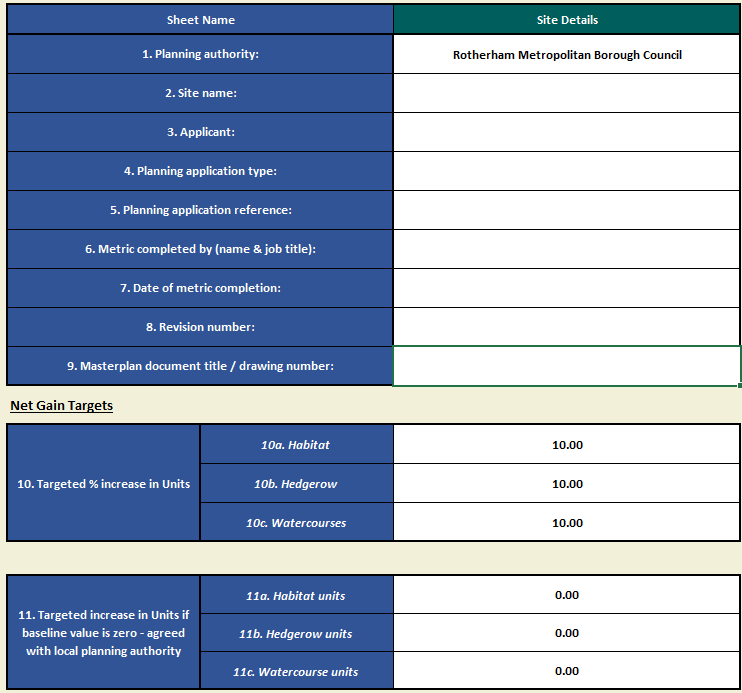 Sheet Name
Site Details
1. Planning authority:
Rotherham Metropolitan Borough Council
2. Site name:
3. Applicant:
4. Planning application type:
5. Planning application reference:
6. Metric completed by (name & job title):
7. Date of metric completion:
8. Revision number:
9. Masterplan document title / drawing number:
Net Gain Targets
10. Targeted % increase in Units
10a. Habitat
10.00
10b. Hedgerow
10.00
10c. Watercourses
10.00
11. Targeted increase in Units if
baseline value is zero - agreed
with local planning authority
11a. Habitat units
0.00
11b. Hedgerow units
0.00
11c. Watercourse units
0.00